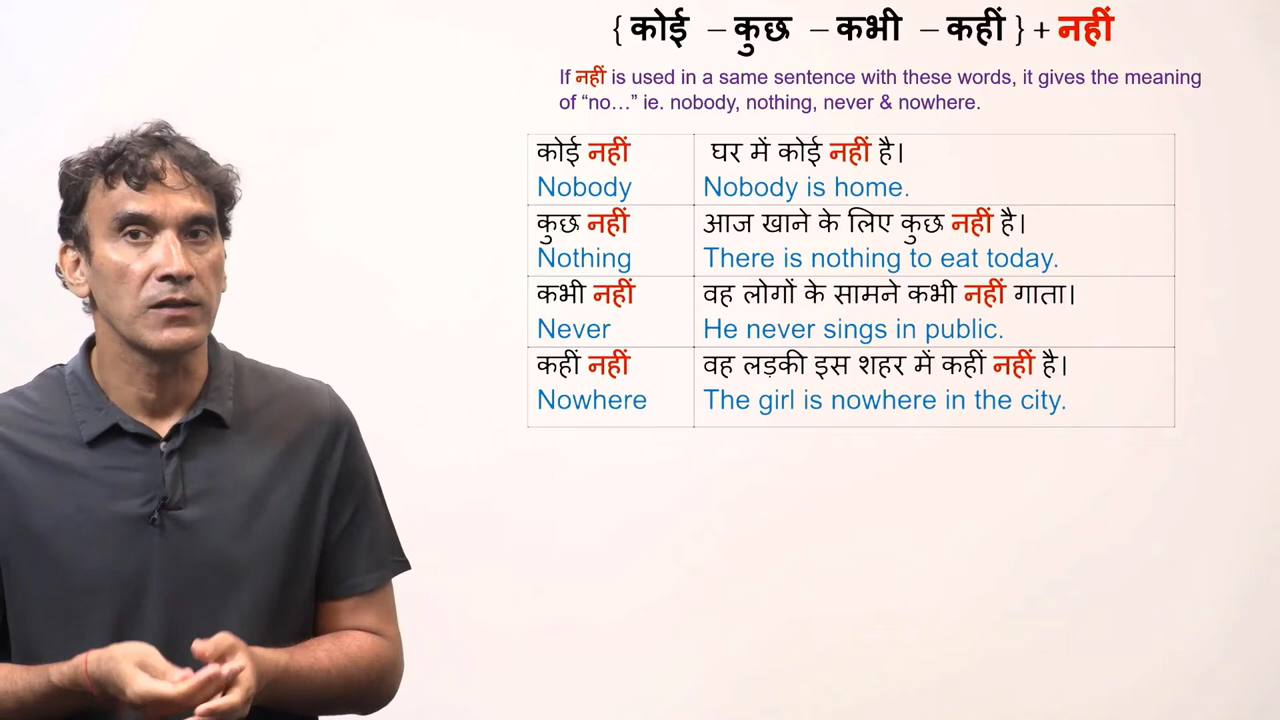 { कोई – कुछ – कभी – कहीं } + नहीं
If नहीं is used in a same sentence with these words, it gives the meaning
of “no…” ie. nobody, nothing, never & nowhere.
कोई नहीं
Nobody
घर में कोई नहीं है।
Nobody is home.
कुछ नहीं
Nothing
आज खाने के लिए कुछ नहीं है।
There is nothing to eat today.
कभी नहीं
Never
वह लोगों के सामने कभी नहीं गाता।
He never sings in public.
कहीं नहीं
Nowhere
वह लड़की इस शहर में कहीं नहीं है।
The girl is nowhere in the city.